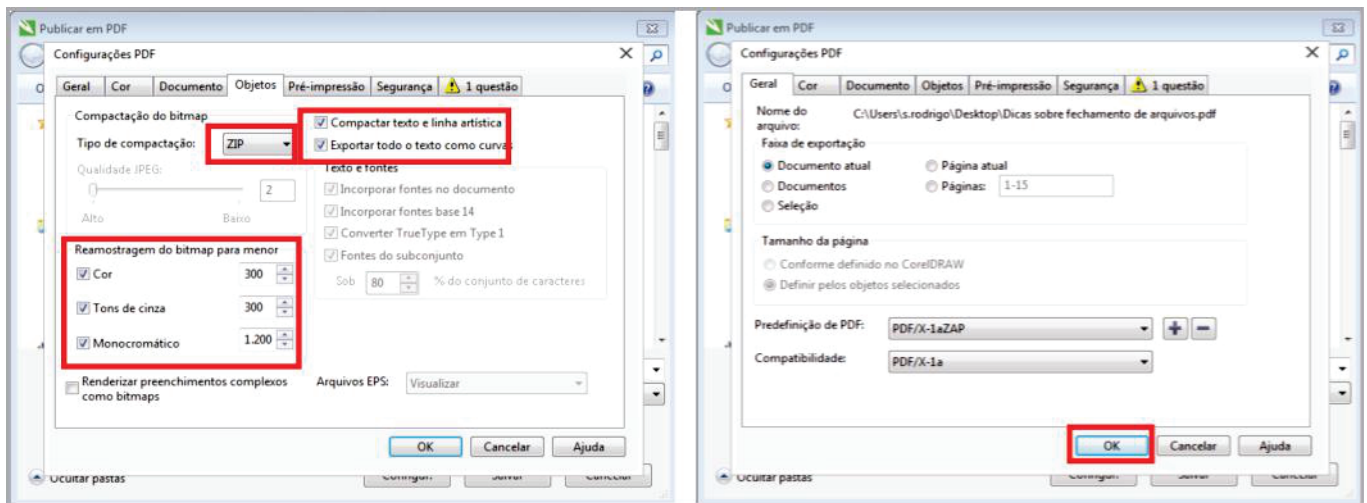 Publicar em PDF
Configurações PDF
Geral Cor Documento Objetos Pré-impressão Segurança 1 questão
Compactação do bitmap
Tipo de compactação: ZIP
Qualidade JPEG:
2
Alto Baixo
Compactar texto e linha artística
Exportar todo o texto como curvas
Texto e fontes
Incorporar fontes no documento
Incorporar fontes base 14
Converter TrueType em Type 1
Fontes do subconjunto
Sob 80 % do conjunto de caracteres
Reamostragem do bitmap para menor
Cor 300
Tons de cinza 300
Monocromático 1.200
Renderizar preenchimentos complexos
como bitmaps
Arquivos EPS: Visualizar
OK Cancelar Ajuda
Ocultar pastas
Publicar em PDF
Configurações PDF
Geral Cor Documento Objetos Pré-impressão Segurança 1 questão
Nome do
arquivo: C:\Users\s.rodrigo\Desktop\Dicas sobre fechamento de arquivos.pdf
Faixa de exportação
Documento atual Página atual
Documentos Páginas: 1-15
Seleção
Tamanho da página
Conforme definido no CorelDRAW
Definir pelos objetos selecionados
Predefinição de PDF: PDF/X-1aZAP
Compatibilidade: PDF/X-1a
OK Cancelar Ajuda
Ocultar pastas